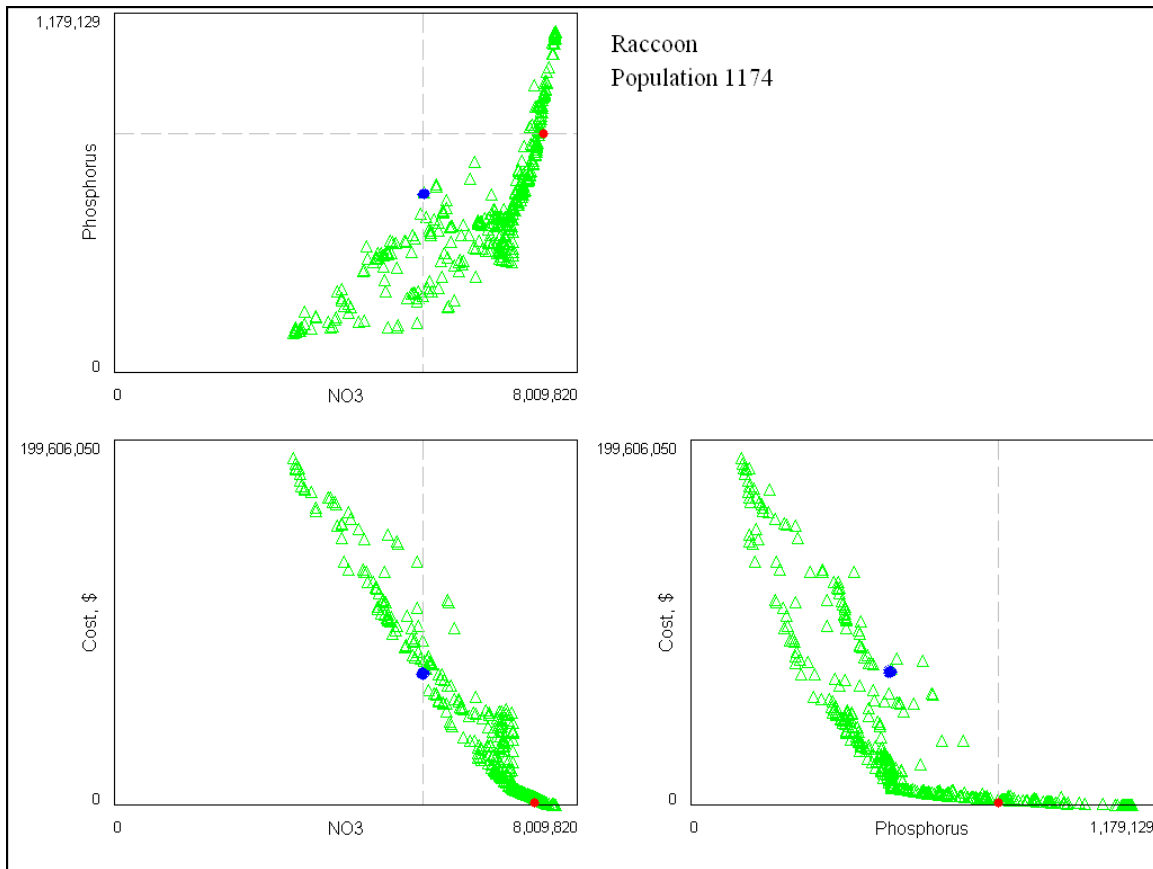 1,179,129
Raccoon
Population 1174
Phosphorus
0
0
NO3
8,009,820
199,606,050
Cost, $
0
0
NO3
8,009,820
199,606,050
Cost, $
0
0
Phosphorus
1,179,129